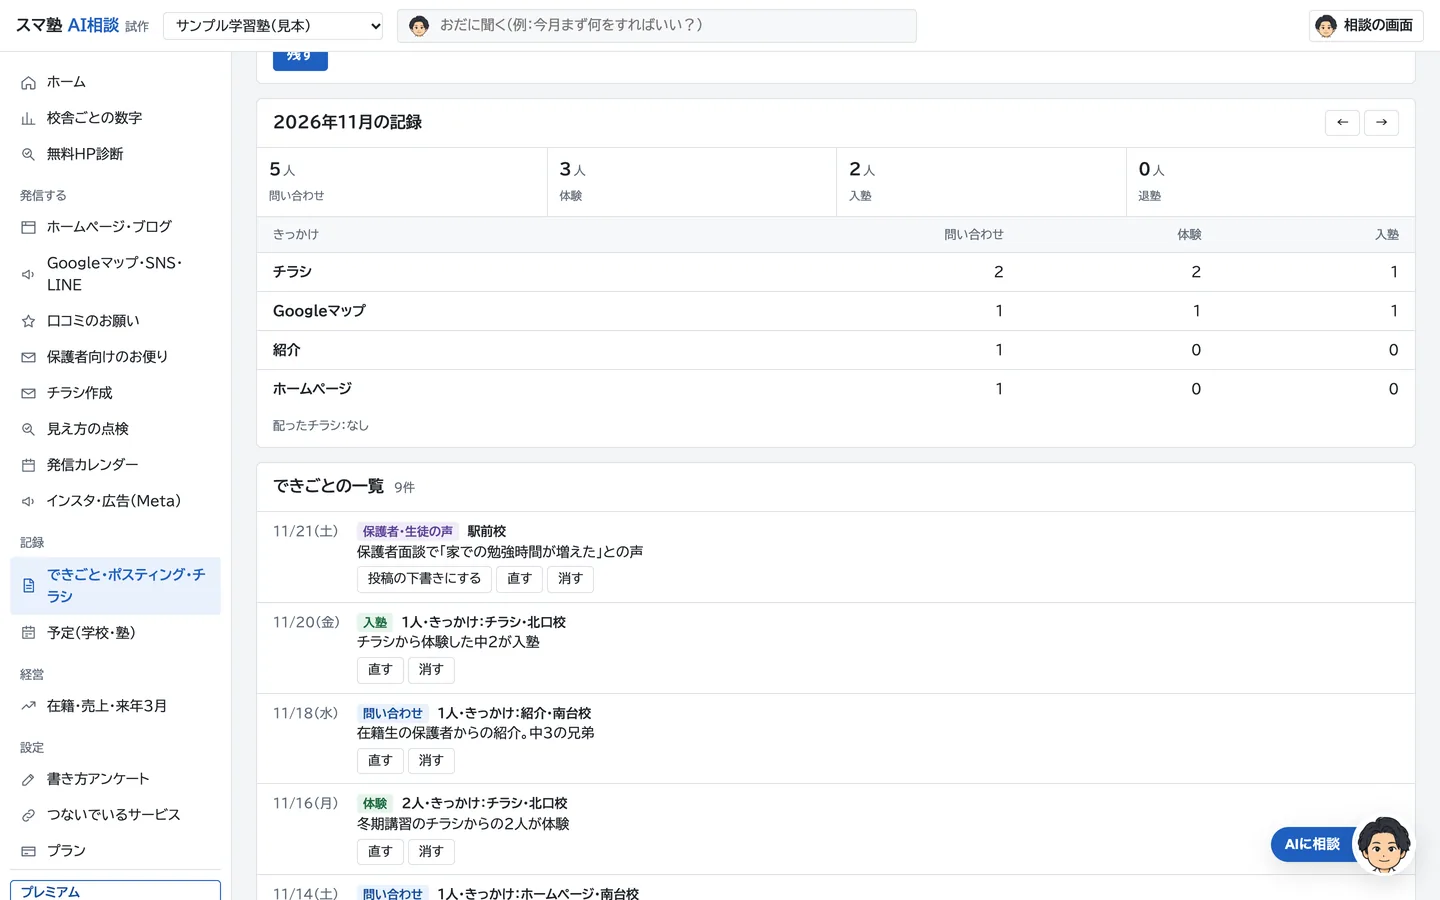 スマ塾 AI相談 試作
サンプル学習塾(見本)
おだに聞く(例:今月まず何をすればいい？)
相談の画面
ホーム
校舎ごとの数字
無料HP診断
発信する
ホームページ・ブログ
Googleマップ・SNS・
LINE
口コミのお願い
保護者向けのお便り
チラシ作成
見え方の点検
発信カレンダー
インスタ・広告(Meta)
記録
できごと・ポスティング・チ
ラシ
予定(学校・塾)
経営
在籍・売上・来年3月
設定
書き方アンケート
つないでいるサービス
プラン
プレミアム
残す
2026年11月の記録
← →
5人 3人 2人 0人
問い合わせ 体験 入塾 退塾
きっかけ 問い合わせ 体験 入塾
チラシ 2 2 1
Googleマップ 1 1 1
紹介 1 0 0
ホームページ 1 0 0
配ったチラシ:なし
できごとの一覧 9件
11/21(土) 保護者・生徒の声 駅前校
保護者面談で「家での勉強時間が増えた」との声
投稿の下書きにする 直す 消す
11/20(金) 入塾 1人・きっかけ:チラシ・北口校
チラシから体験した中2が入塾
直す 消す
11/18(水) 問い合わせ 1人・きっかけ:紹介・南台校
在籍生の保護者からの紹介。中3の兄弟
直す 消す
11/16(月) 体験 2人・きっかけ:チラシ・北口校
冬期講習のチラシからの2人が体験
直す 消す
11/14(土) 問い合わせ 1人・きっかけ:ホームページ・南台校
AIに相談